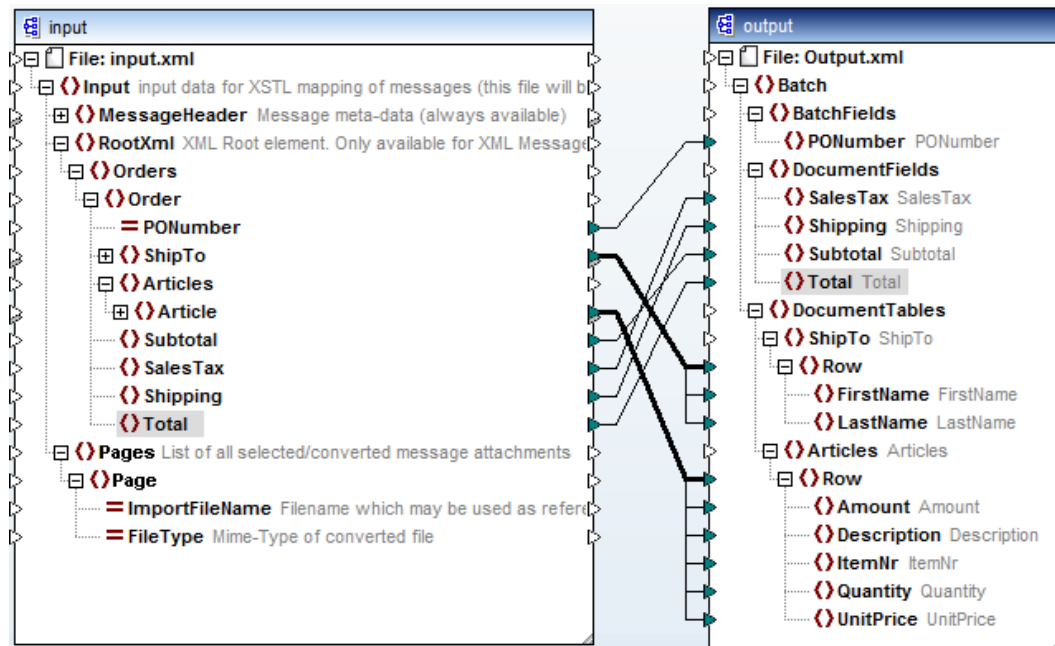 input
File: input.xml
Input input data for XSTL mapping of messages (this file will b
MessageHeader Message meta-data (always available)
RootXml XML Root element. Only available for XML Message
Orders
Order
PONumber
ShipTo
Articles
Article
Subtotal
SalesTax
Shipping
Total
Pages List of all selected/converted message attachments
Page
ImportFileName Filename which may be used as refere
FileType Mime-Type of converted file
output
File: Output.xml
Batch
BatchFields
PONumber PONumber
DocumentFields
SalesTax SalesTax
Shipping Shipping
Subtotal Subtotal
Total Total
DocumentTables
ShipTo ShipTo
Row
FirstName FirstName
LastName LastName
Articles Articles
Row
Amount Amount
Description Description
ItemNr ItemNr
Quantity Quantity
UnitPrice UnitPrice